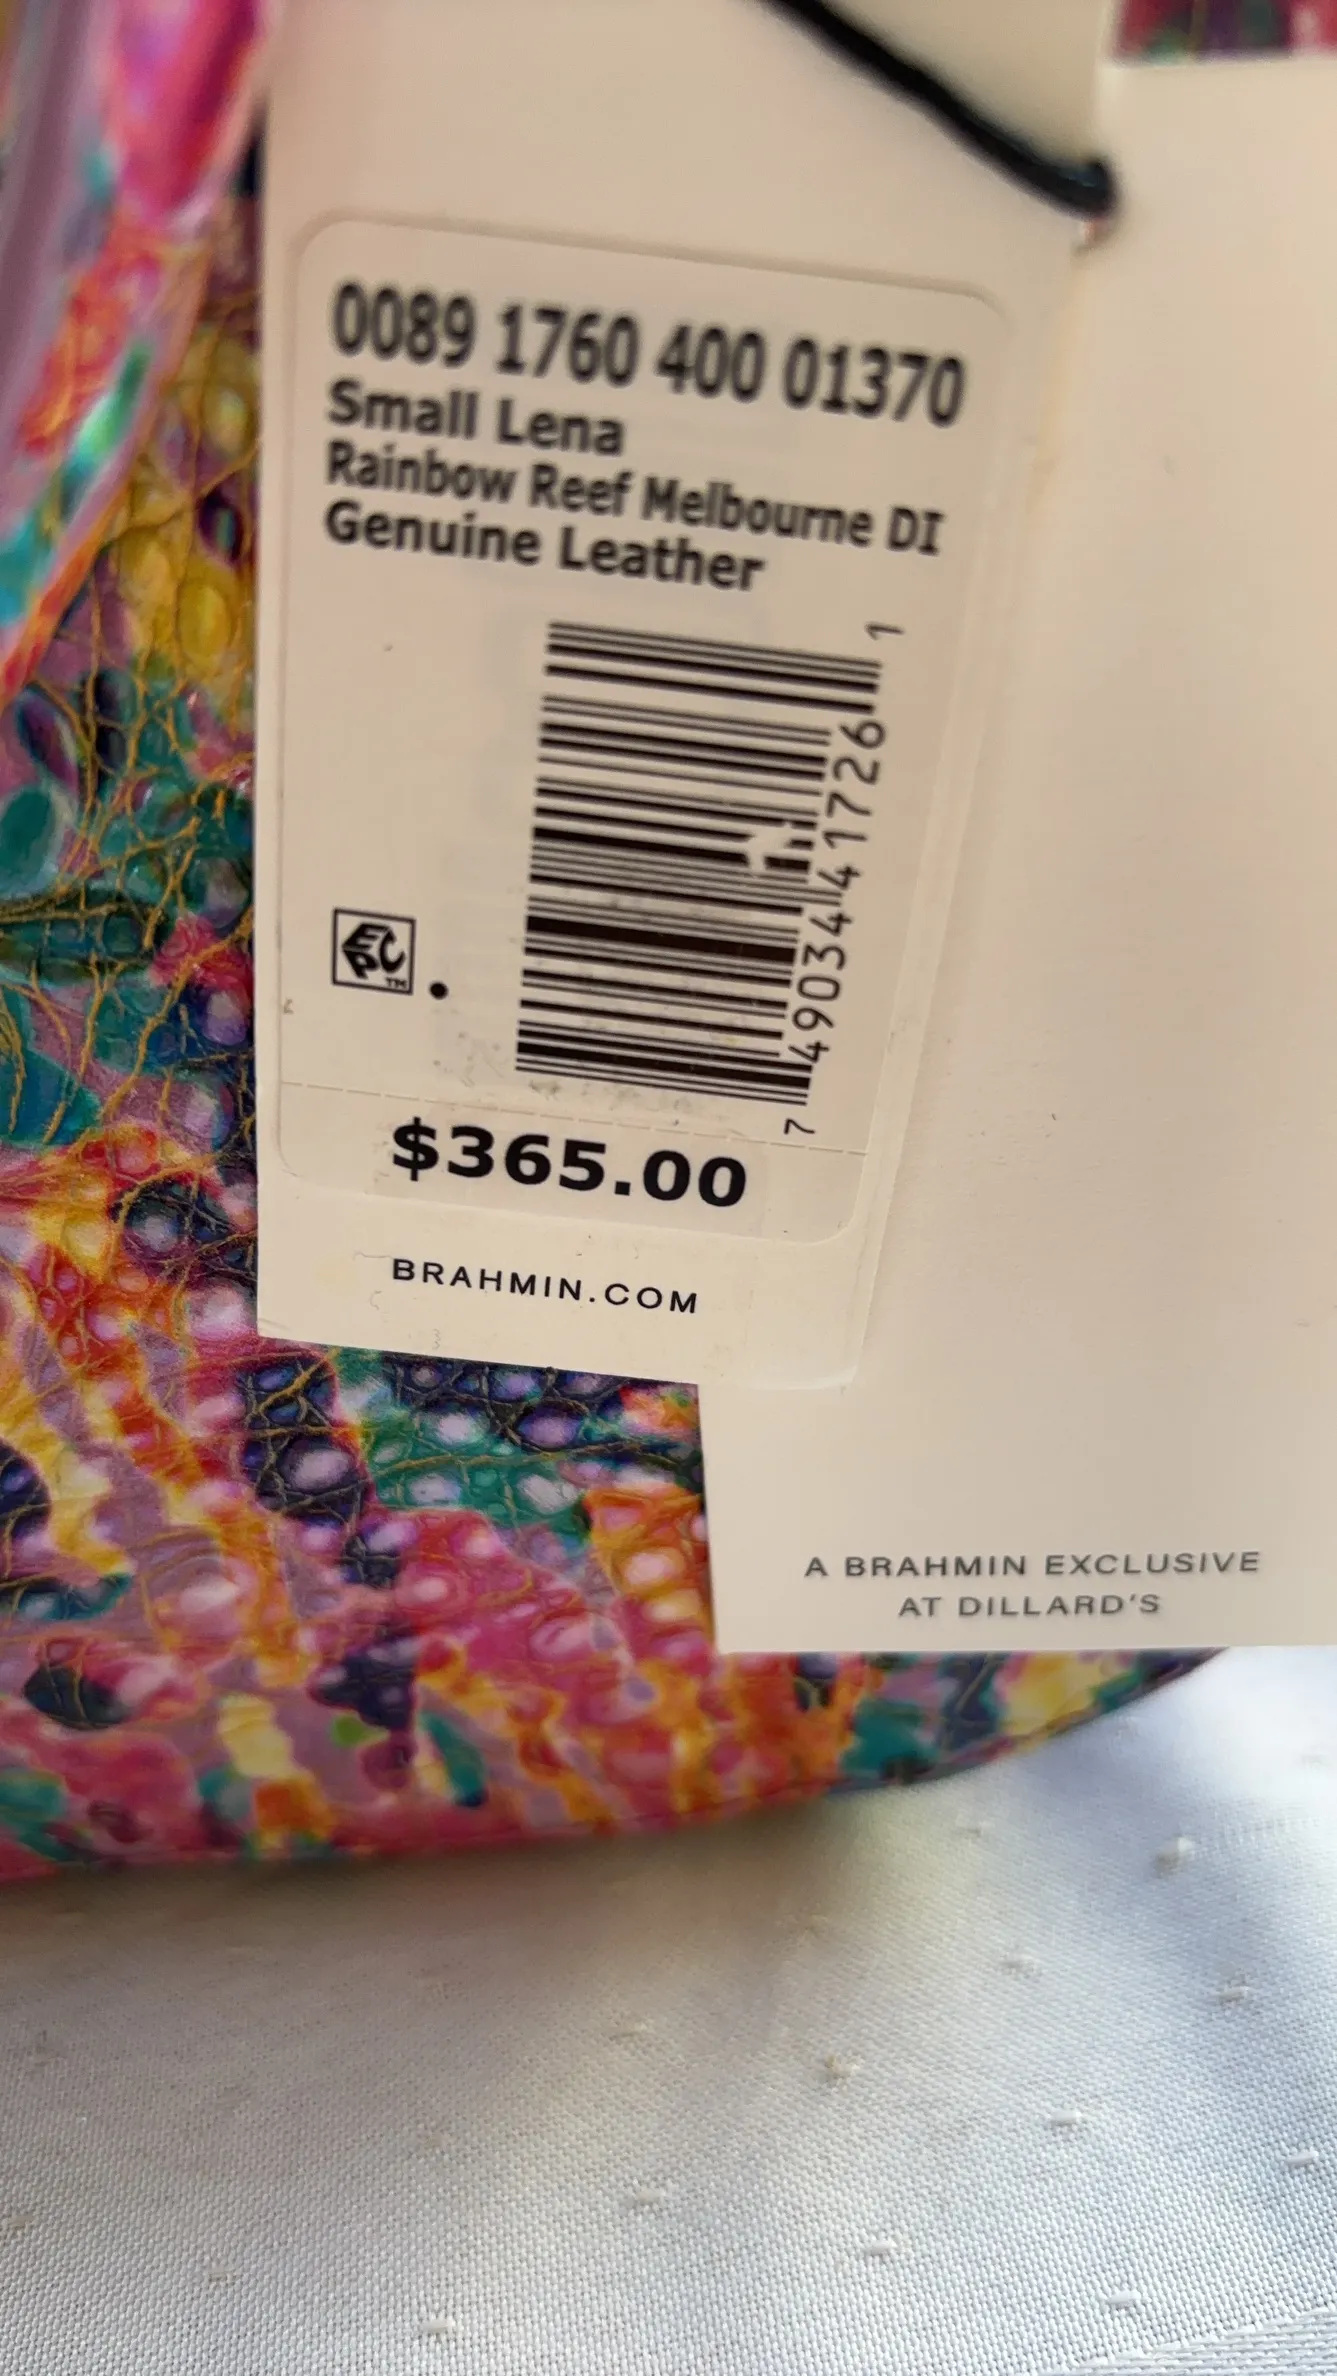 0089 1760 400 01370
Small Lena
Rainbow Reef Melbourne DI
Genuine Leather
7 49034 41726 1
EPC™
$365.00
BRAHMIN.COM
A BRAHMIN EXCLUSIVE
AT DILLARD'S